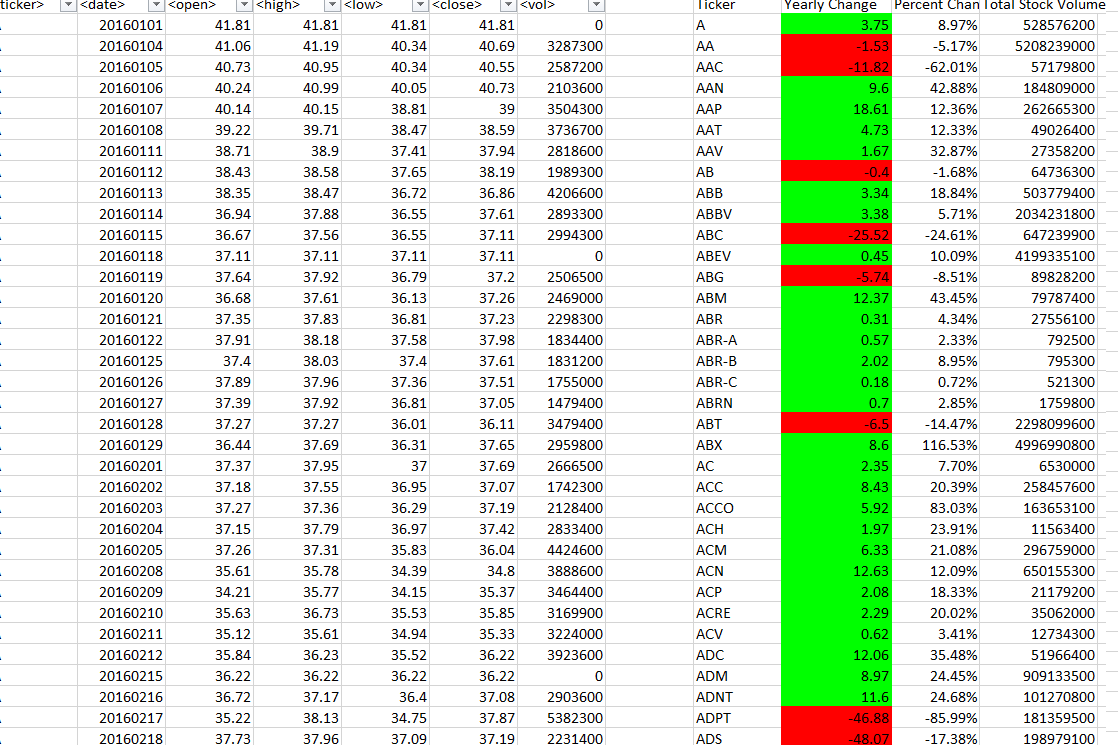 ticker> <date> <open> <high> <low> <close> <vol> Ticker Yearly Change Percent Chan Total Stock Volume
20160101 41.81 41.81 41.81 41.81 0 A 3.75 8.97% 528576200
20160104 41.06 41.19 40.34 40.69 3287300 AA -1.53 -5.17% 5208239000
20160105 40.73 40.95 40.34 40.55 2587200 AAC -11.82 -62.01% 57179800
20160106 40.24 40.99 40.05 40.73 2103600 AAN 9.6 42.88% 184809000
20160107 40.14 40.15 38.81 39 3504300 AAP 18.61 12.36% 262665300
20160108 39.22 39.71 38.47 38.59 3736700 AAT 4.73 12.33% 49026400
20160111 38.71 38.9 37.41 37.94 2818600 AAV 1.67 32.87% 27358200
20160112 38.43 38.58 37.65 38.19 1989300 AB -0.4 -1.68% 64736300
20160113 38.35 38.47 36.72 36.86 4206600 ABB 3.34 18.84% 503779400
20160114 36.94 37.88 36.55 37.61 2893300 ABBV 3.38 5.71% 2034231800
20160115 36.67 37.56 36.55 37.11 2994300 ABC -25.52 -24.61% 647239900
20160118 37.11 37.11 37.11 37.11 0 ABEV 0.45 10.09% 4199335100
20160119 37.64 37.92 36.79 37.2 2506500 ABG -5.74 -8.51% 89828200
20160120 36.68 37.61 36.13 37.26 2469000 ABM 12.37 43.45% 79787400
20160121 37.35 37.83 36.81 37.23 2298300 ABR 0.31 4.34% 27556100
20160122 37.91 38.18 37.58 37.98 1834400 ABR-A 0.57 2.33% 792500
20160125 37.4 38.03 37.4 37.61 1831200 ABR-B 2.02 8.95% 795300
20160126 37.89 37.96 37.36 37.51 1755000 ABR-C 0.18 0.72% 521300
20160127 37.39 37.92 36.81 37.05 1479400 ABRN 0.7 2.85% 1759800
20160128 37.27 37.27 36.01 36.11 3479400 ABT -6.5 -14.47% 2298099600
20160129 36.44 37.69 36.31 37.65 2959800 ABX 8.6 116.53% 4996990800
20160201 37.37 37.95 37 37.69 2666500 AC 2.35 7.70% 6530000
20160202 37.18 37.55 36.95 37.07 1742300 ACC 8.43 20.39% 258457600
20160203 37.27 37.36 36.29 37.19 2128400 ACCO 5.92 83.03% 163653100
20160204 37.15 37.79 36.97 37.42 2833400 ACH 1.97 23.91% 11563400
20160205 37.26 37.31 35.83 36.04 4424600 ACM 6.33 21.08% 296759000
20160208 35.61 35.78 34.39 34.8 3888600 ACN 12.63 12.09% 650155300
20160209 34.21 35.77 34.15 35.37 3464400 ACP 2.08 18.33% 21179200
20160210 35.63 36.73 35.53 35.85 3169900 ACRE 2.29 20.02% 35062000
20160211 35.12 35.61 34.94 35.33 3224000 ACV 0.62 3.41% 12734300
20160212 35.84 36.23 35.52 36.22 3923600 ADC 12.06 35.48% 51966400
20160215 36.22 36.22 36.22 36.22 0 ADM 8.97 24.45% 909133500
20160216 36.72 37.17 36.4 37.08 2903600 ADNT 11.6 24.68% 101270800
20160217 35.22 38.13 34.75 37.87 5382300 ADPT -46.88 -85.99% 181359500
20160218 37.73 37.96 37.09 37.19 2231400 ADS -48.07 -17.38% 198979100